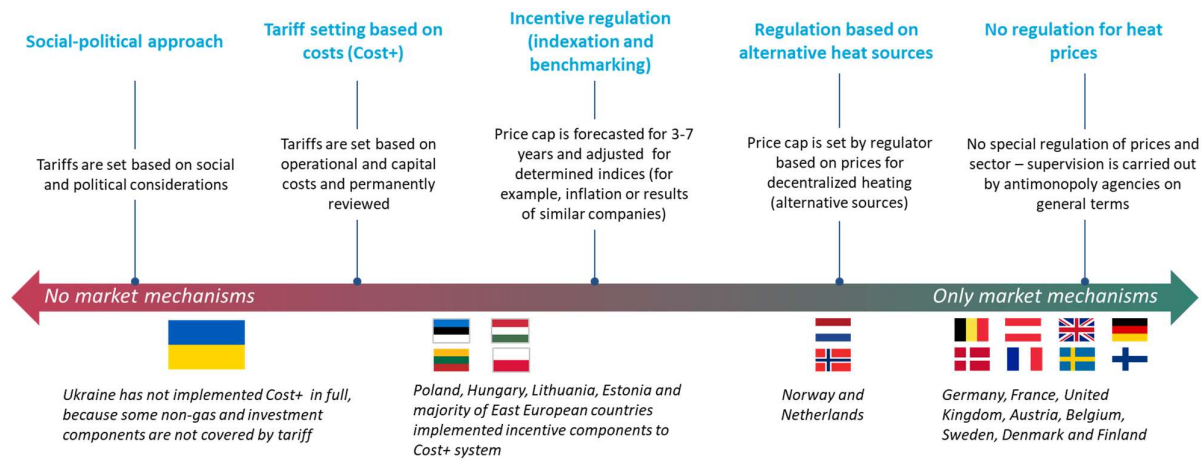 Social-political approach
Tariff setting based on
costs (Cost+)
Incentive regulation
(indexation and
benchmarking)
Regulation based on
alternative heat sources
No regulation for heat
prices
Tariffs are set based on social
and political considerations
Tariffs are set based on
operational and capital
costs and permanently
reviewed
Price cap is forecasted for 3-7
years and adjusted for
determined indices (for
example, inflation or results
of similar companies)
Price cap is set by regulator
based on prices for
decentralized heating
(alternative sources)
No special regulation of prices and
sector – supervision is carried out
by antimonopoly agencies on
general terms
No market mechanisms
Only market mechanisms
Ukraine has not implemented Cost+ in full,
because some non-gas and investment
components are not covered by tariff
Poland, Hungary, Lithuania, Estonia and
majority of East European countries
implemented incentive components to
Cost+ system
Norway and
Netherlands
Germany, France, United
Kingdom, Austria, Belgium,
Sweden, Denmark and Finland